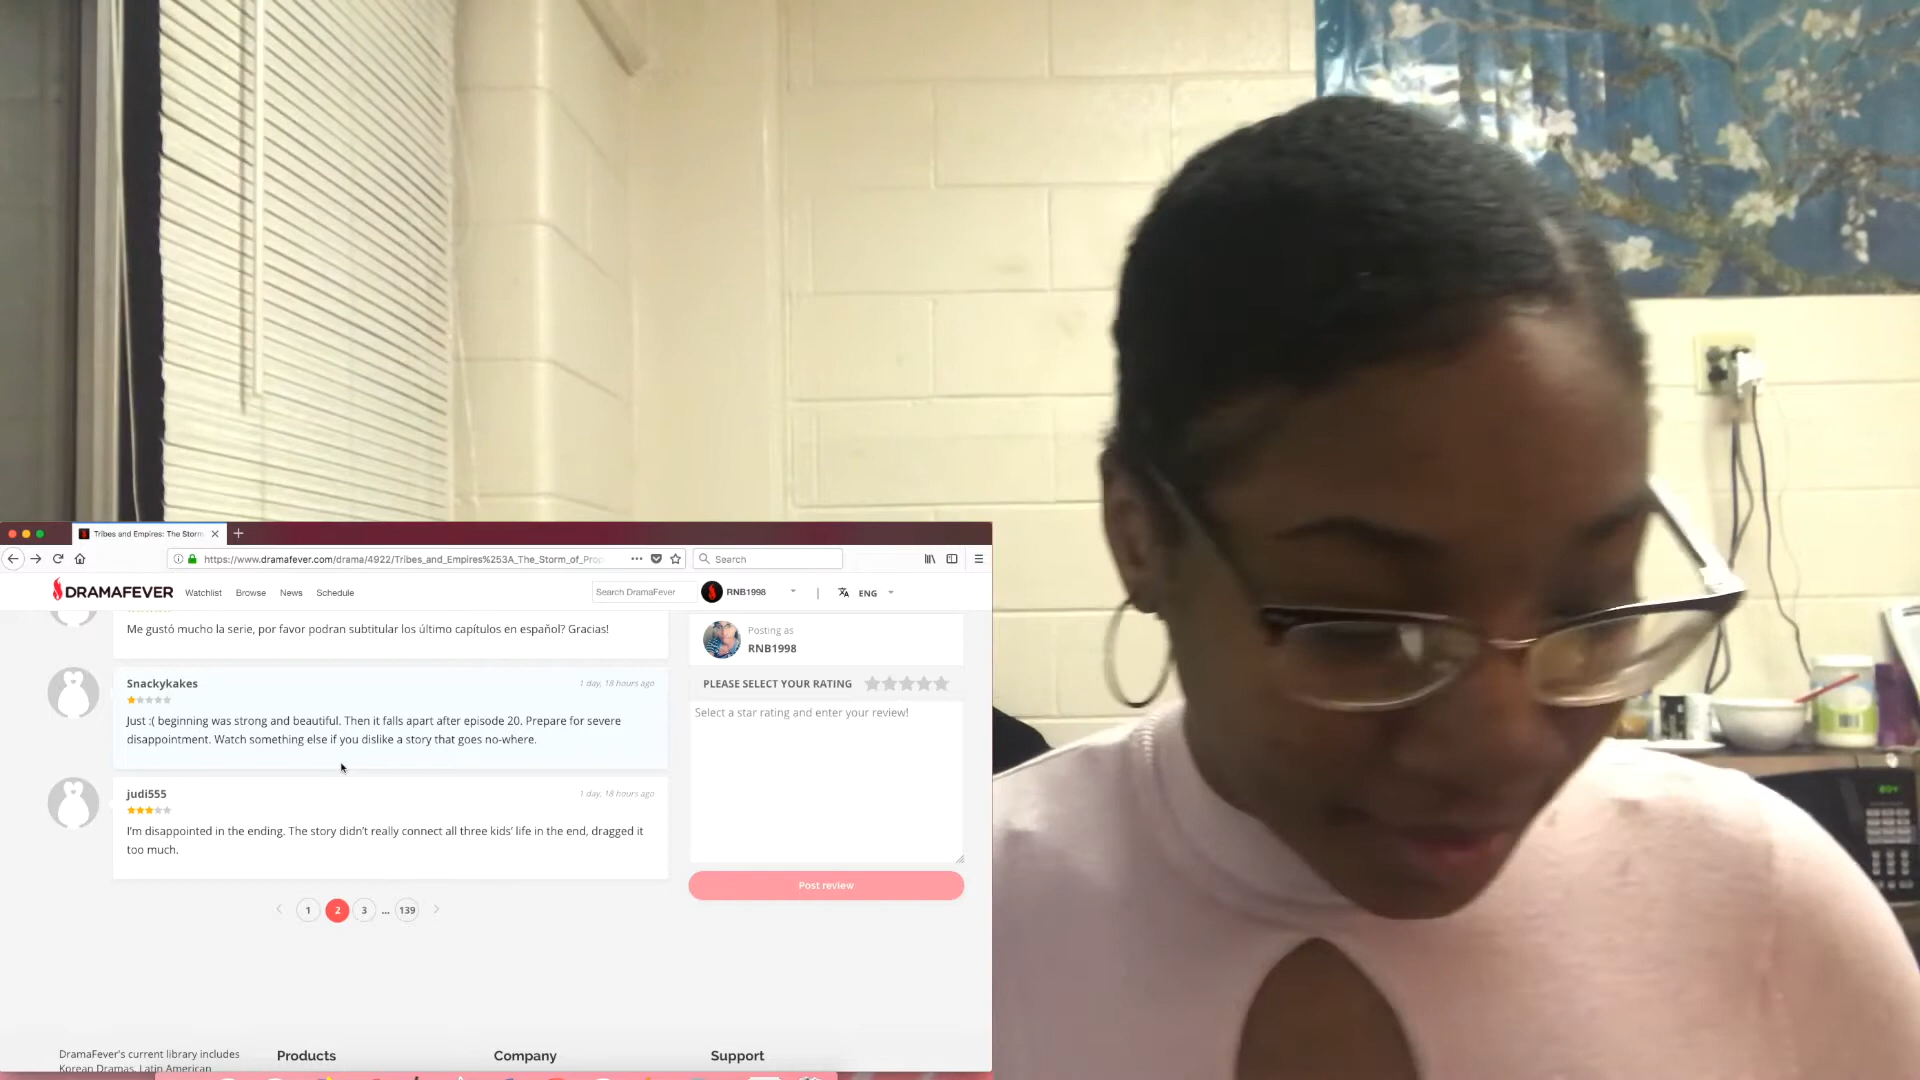 Tribes and Empires: The Storm
https://www.dramafever.com/drama/4922/Tribes_and_Empires%253A_The_Storm_of_Prop
Search
DRAMAFEVER
Watchlist
Browse
News
Schedule
Search DramaFever
RNB1998
|
ENG
Me gustó mucho la serie, por favor podran subtitular los último capítulos en español? Gracias!
Snackykakes
1 day, 18 hours ago
Just :( beginning was strong and beautiful. Then it falls apart after episode 20. Prepare for severe
disappointment. Watch something else if you dislike a story that goes no-where.
judi555
1 day, 18 hours ago
I'm disappointed in the ending. The story didn't really connect all three kids' life in the end, dragged it
too much.
1
2
3
...
139
Posting as
RNB1998
PLEASE SELECT YOUR RATING
Select a star rating and enter your review!
Post review
DramaFever's current library includes
Korean Dramas, Latin American
Products
Company
Support